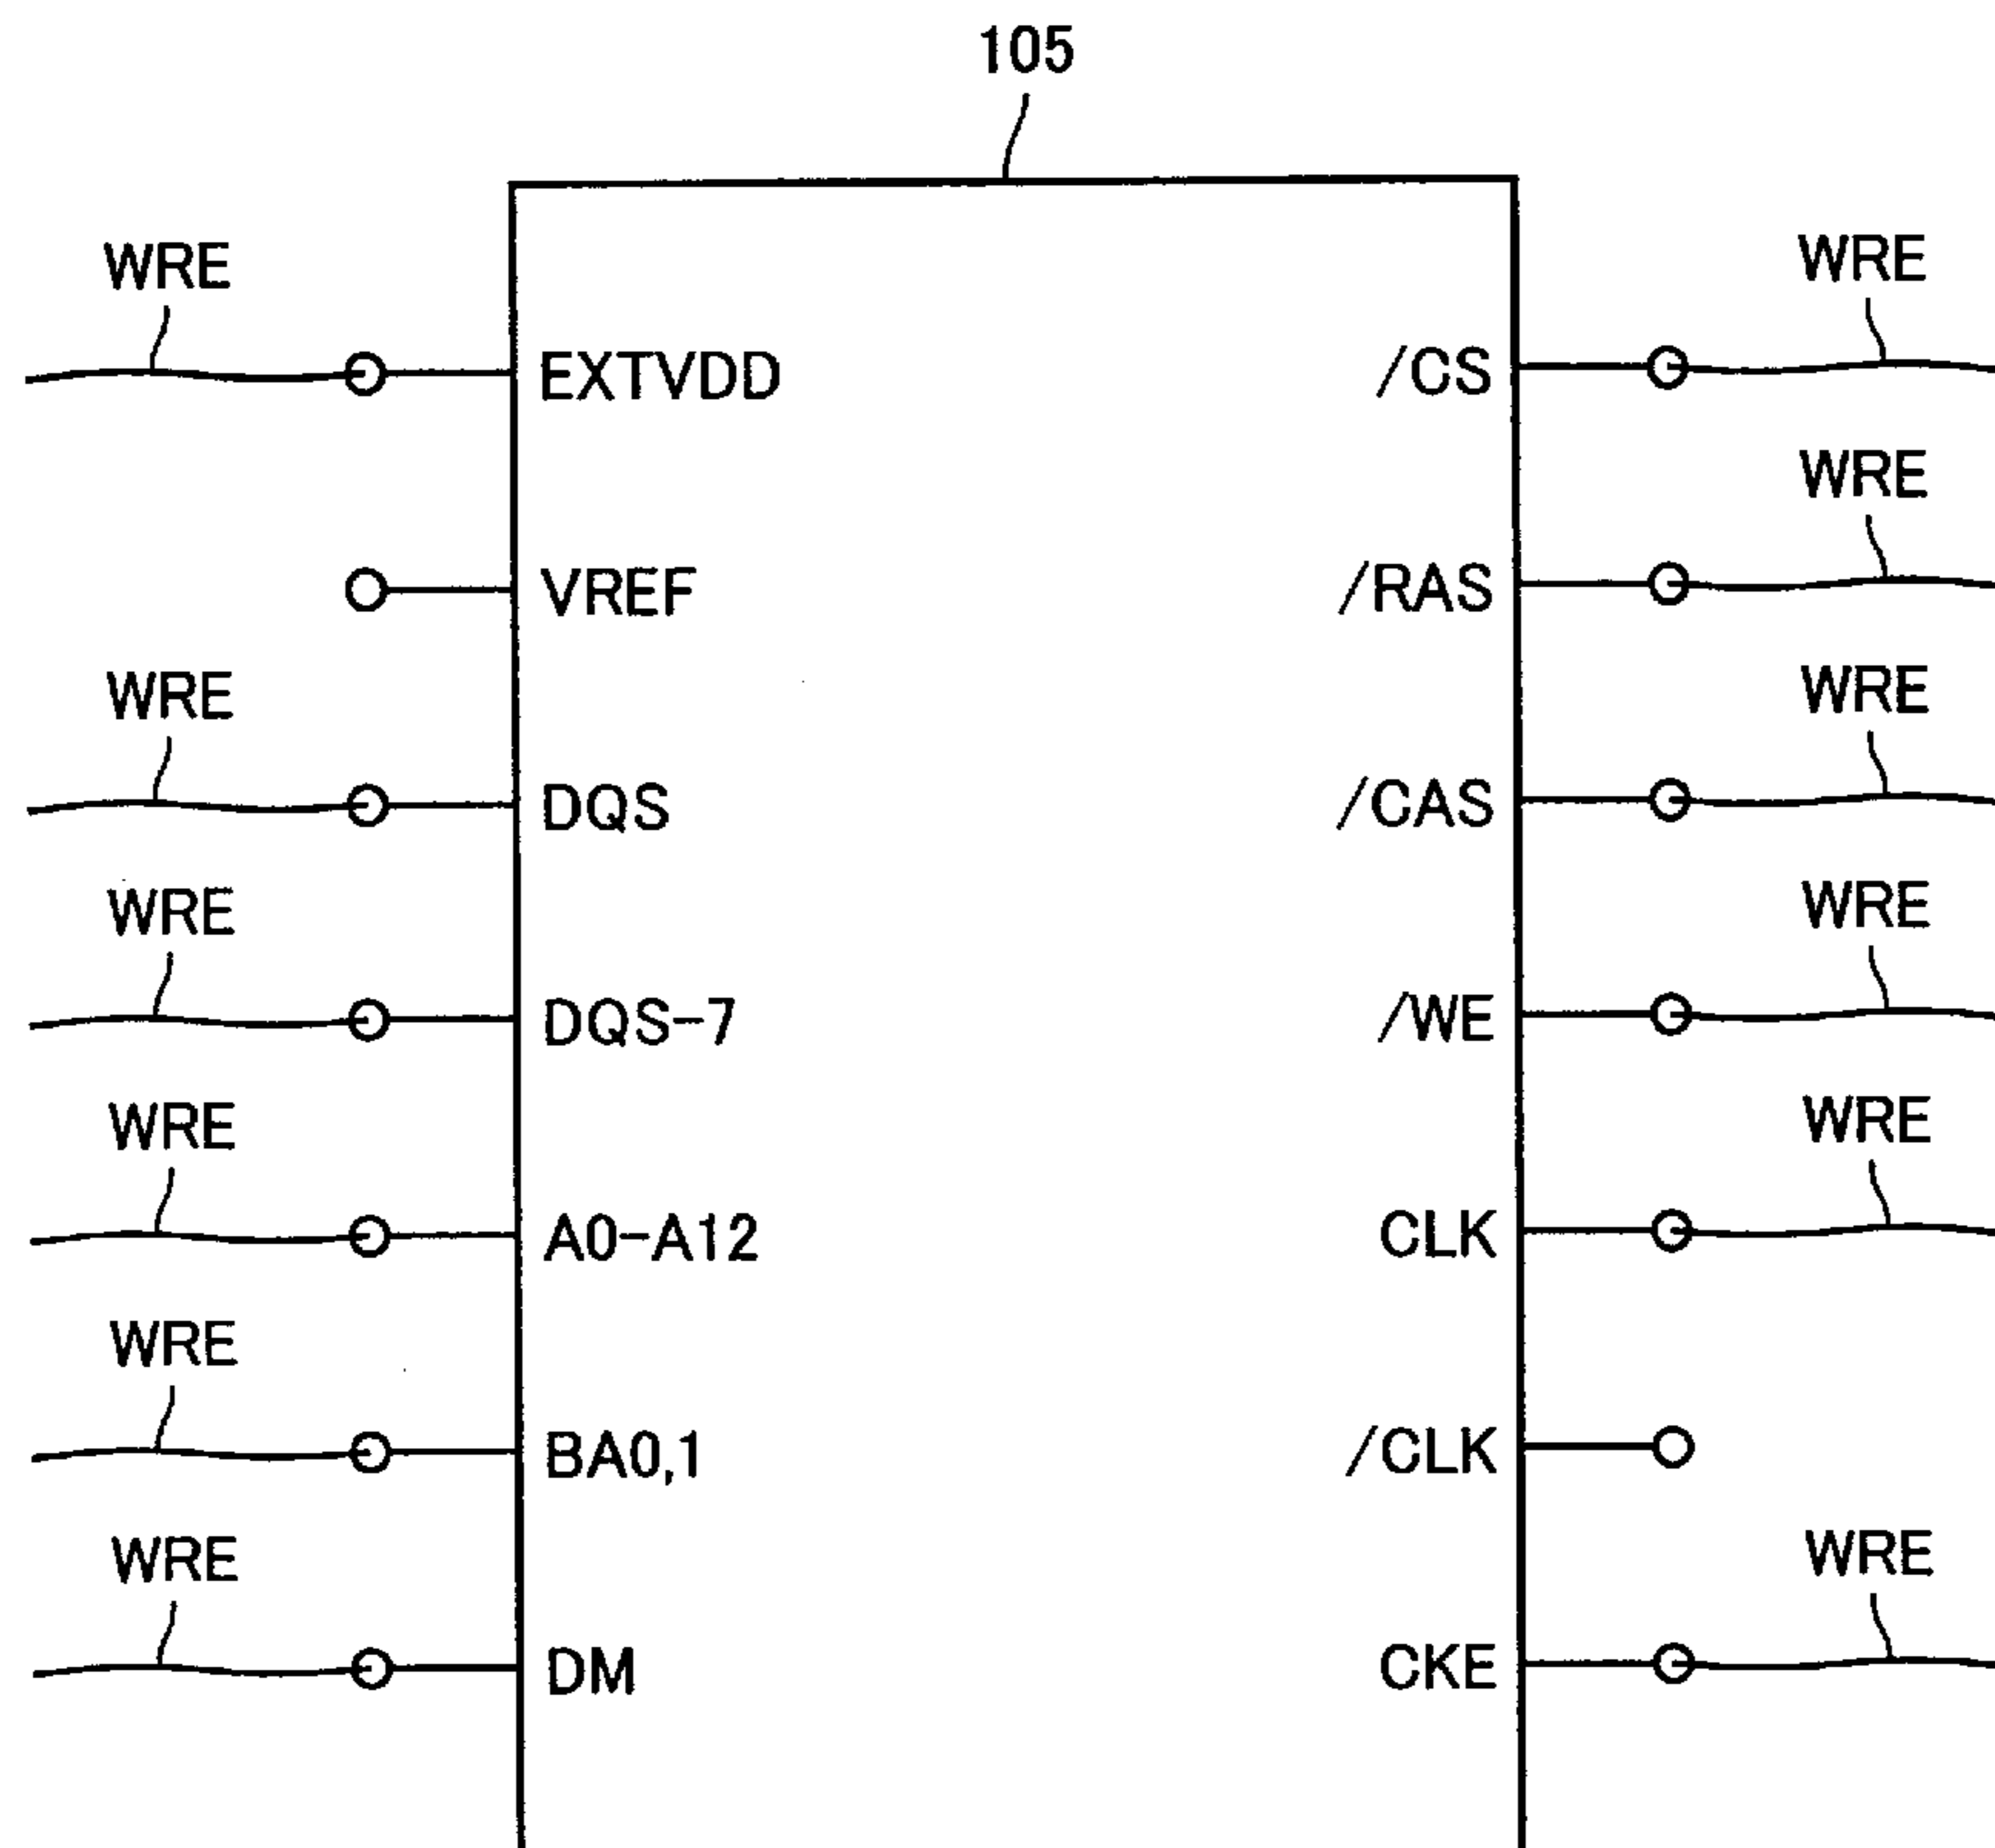 105
WRE
EXTVDD
/CS
WRE
VREF
/RAS
WRE
WRE
DQS
/CAS
WRE
WRE
DQS-7
/WE
WRE
WRE
A0-A12
CLK
WRE
WRE
BA0,1
/CLK
WRE
DM
CKE
WRE
WRE